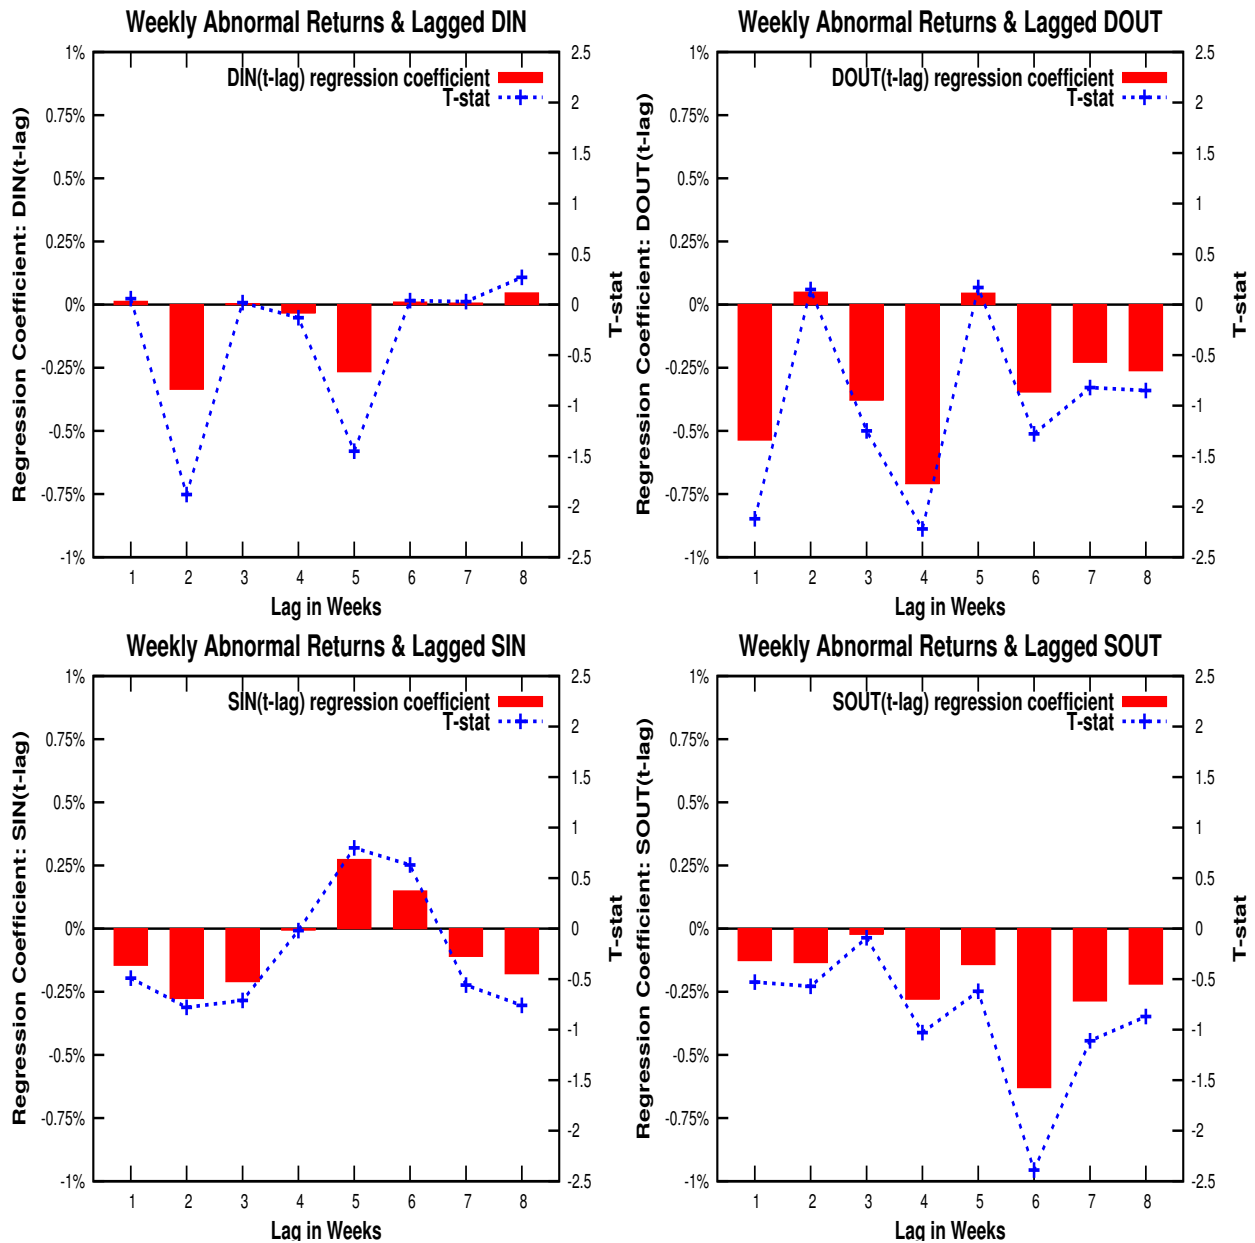 Weekly Abnormal Returns & Lagged DIN
DIN(t-lag) regression coefficient
T-stat
Regression Coefficient: DIN(t-lag)
1%
0.75%
0.5%
0.25%
0%
-0.25%
-0.5%
-0.75%
-1%
2.5
2
1.5
1
0.5
0
-0.5
-1
-1.5
-2
-2.5
T-stat
1 2 3 4 5 6 7 8
Lag in Weeks
Weekly Abnormal Returns & Lagged DOUT
DOUT(t-lag) regression coefficient
T-stat
Regression Coefficient: DOUT(t-lag)
1%
0.75%
0.5%
0.25%
0%
-0.25%
-0.5%
-0.75%
-1%
2.5
2
1.5
1
0.5
0
-0.5
-1
-1.5
-2
-2.5
T-stat
1 2 3 4 5 6 7 8
Lag in Weeks
Weekly Abnormal Returns & Lagged SIN
SIN(t-lag) regression coefficient
T-stat
Regression Coefficient: SIN(t-lag)
1%
0.75%
0.5%
0.25%
0%
-0.25%
-0.5%
-0.75%
-1%
2.5
2
1.5
1
0.5
0
-0.5
-1
-1.5
-2
-2.5
T-stat
1 2 3 4 5 6 7 8
Lag in Weeks
Weekly Abnormal Returns & Lagged SOUT
SOUT(t-lag) regression coefficient
T-stat
Regression Coefficient: SOUT(t-lag)
1%
0.75%
0.5%
0.25%
0%
-0.25%
-0.5%
-0.75%
-1%
2.5
2
1.5
1
0.5
0
-0.5
-1
-1.5
-2
-2.5
T-stat
1 2 3 4 5 6 7 8
Lag in Weeks